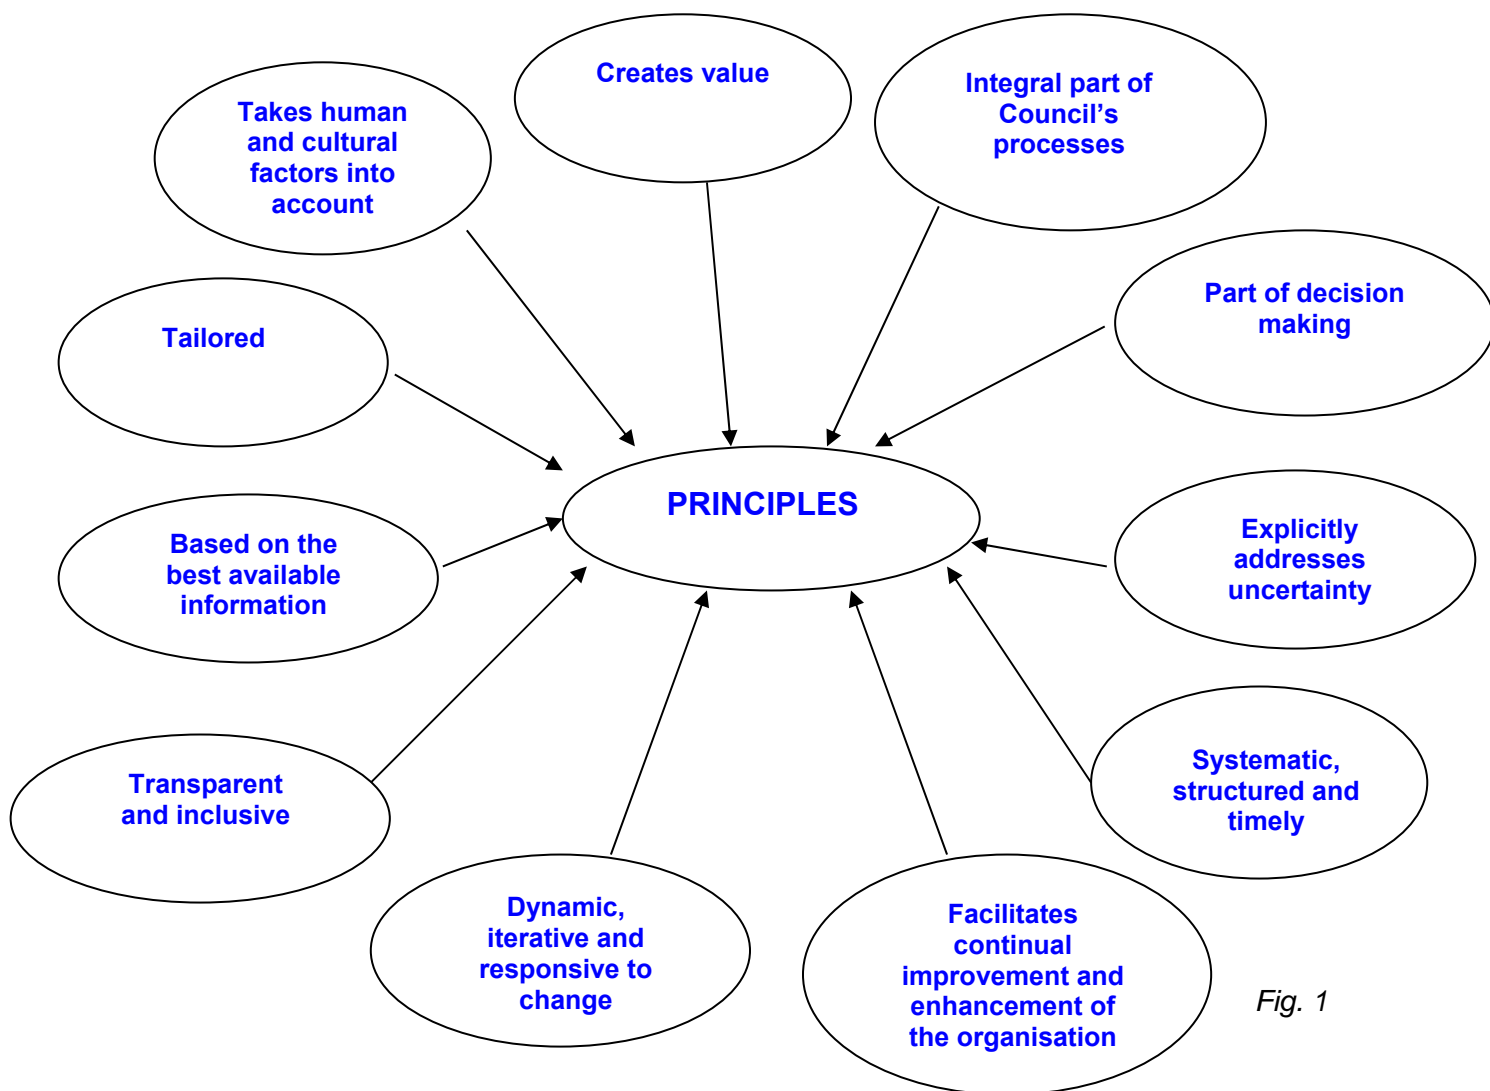 Creates value
Integral part of
Council’s
processes
Takes human
and cultural
factors into
account
Part of decision
making
Tailored
PRINCIPLES
Explicitly
addresses
uncertainty
Based on the
best available
information
Systematic,
structured and
timely
Transparent
and inclusive
Dynamic,
iterative and
responsive to
change
Facilitates
continual
improvement and
enhancement of
the organisation
Fig. 1